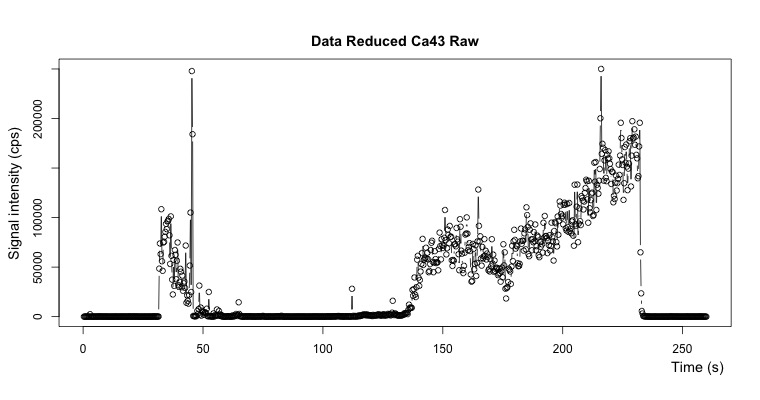 Data Reduced Ca43 Raw
Signal intensity (cps)
200000
100000
50000
0
0 50 100 150 200 250
Time (s)